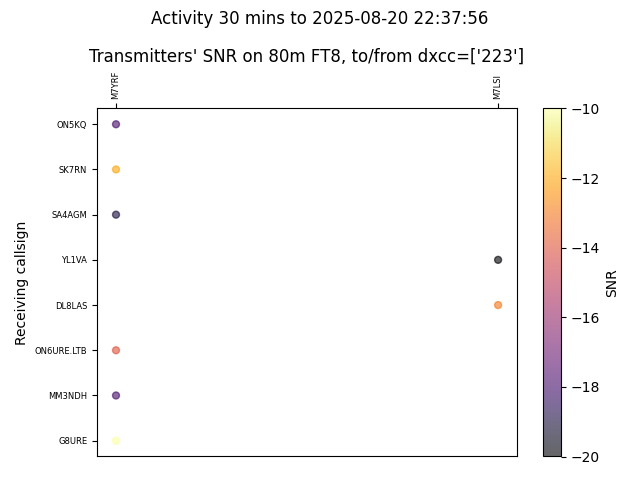 Activity 30 mins to 2025-08-20 22:37:56
Transmitters' SNR on 80m FT8, to/from dxcc=['223']
M7YRF
M7LSI
ON5KQ
SK7RN
SA4AGM
YL1VA
DL8LAS
ON6URE.LTB
MM3NDH
G8URE
Receiving callsign
−10
−12
−14
−16
−18
−20
SNR